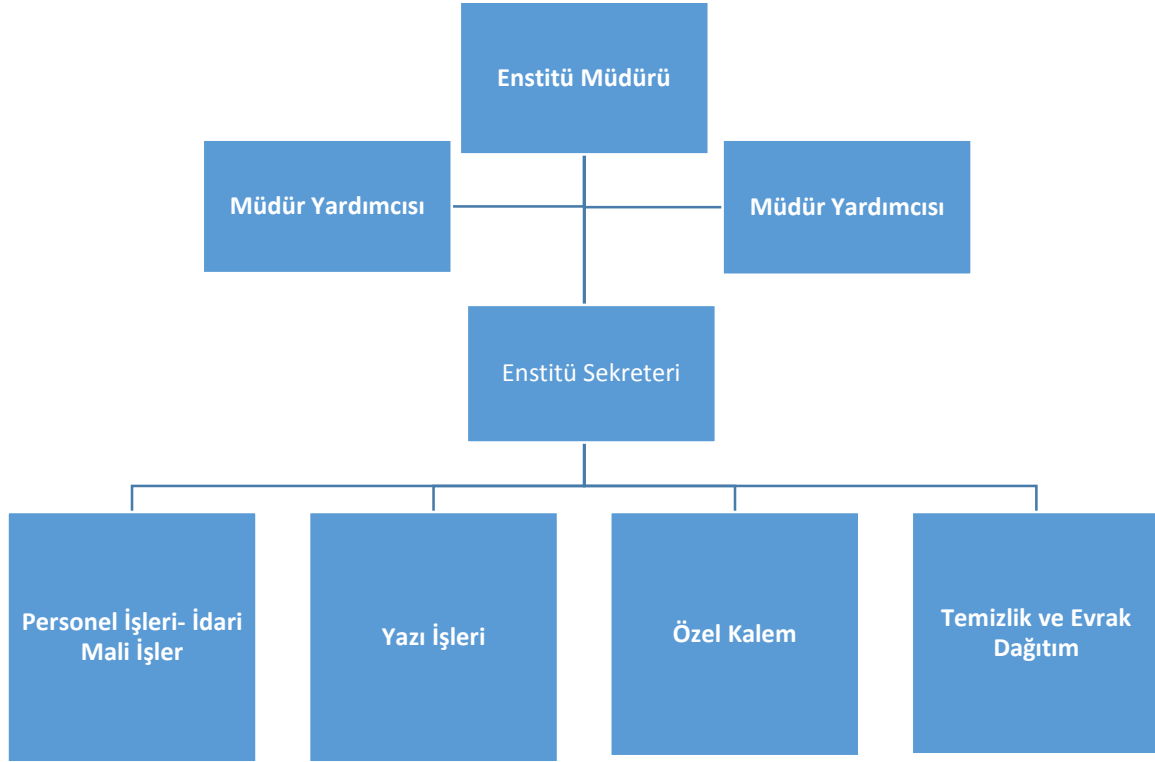 Enstitü Müdürü
Müdür Yardımcısı
Müdür Yardımcısı
Enstitü Sekreteri
Personel İşleri- İdari
Mali İşler
Yazı İşleri
Özel Kalem
Temizlik ve Evrak
Dağıtım